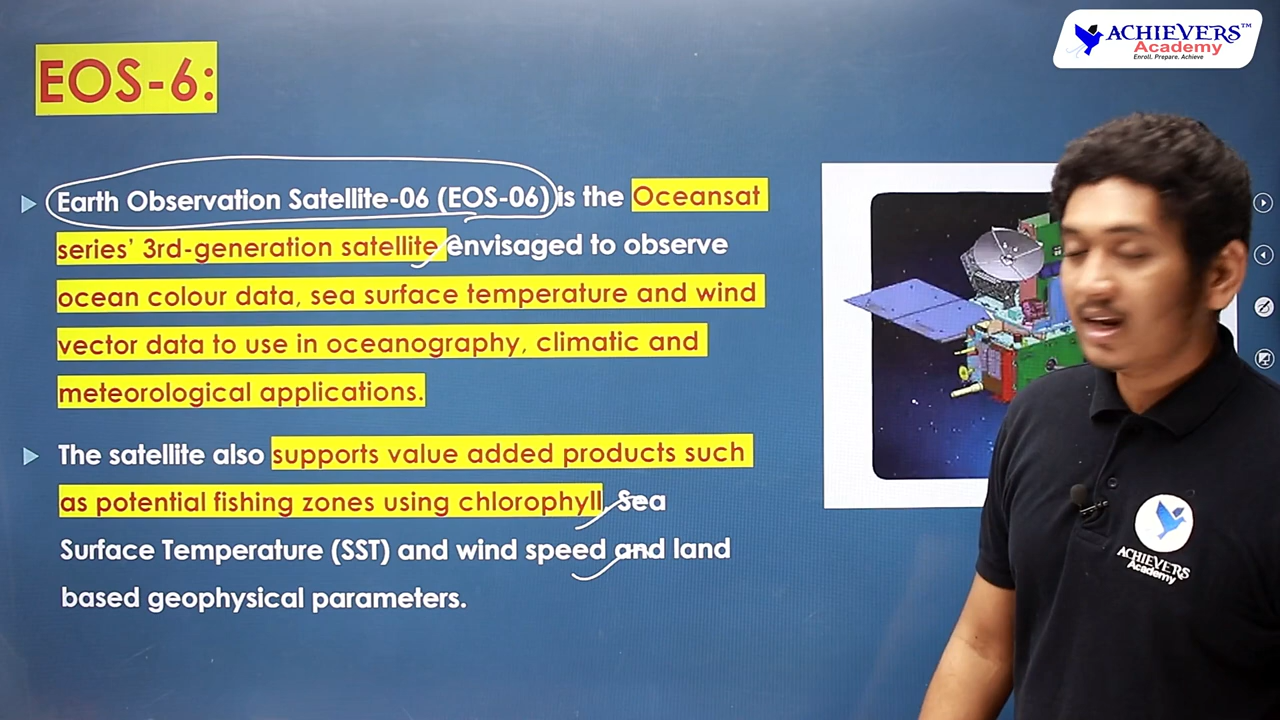 ACHIEVERS™
Academy
Enroll. Prepare. Achieve
EOS-6:
Earth Observation Satellite-06 (EOS-06) is the Oceansat
series' 3rd-generation satellite envisaged to observe
ocean colour data, sea surface temperature and wind
vector data to use in oceanography, climatic and
meteorological applications.
The satellite also supports value added products such
as potential fishing zones using chlorophyll, Sea
Surface Temperature (SST) and wind speed and land
based geophysical parameters.
ACHIEVERS
Academy